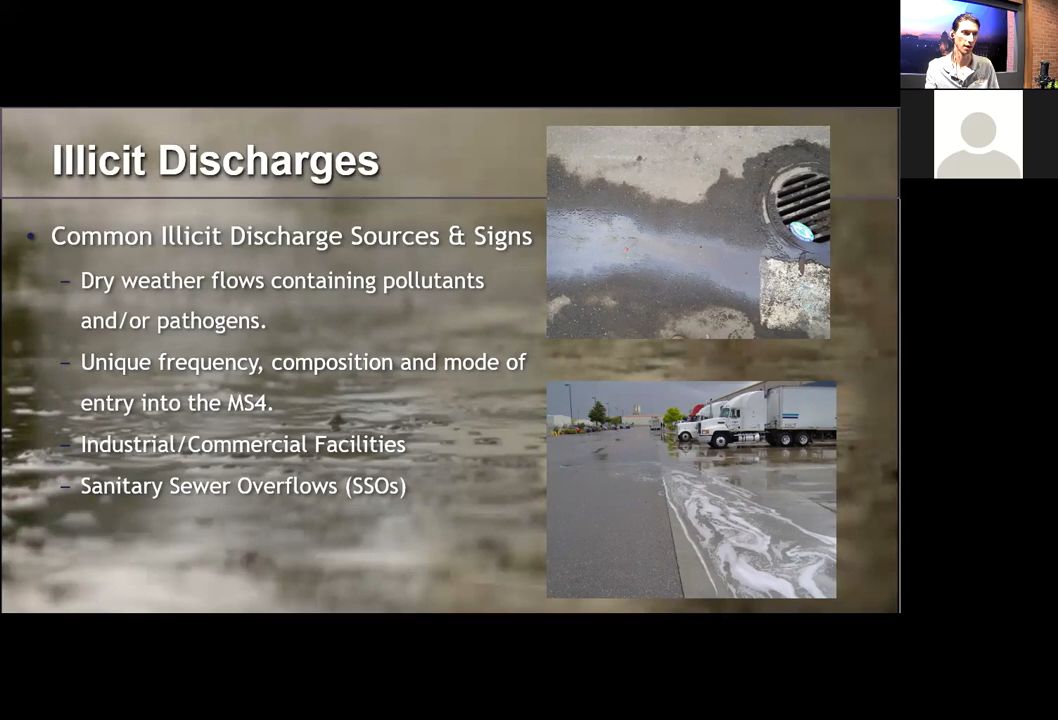 Illicit Discharges
• Common Illicit Discharge Sources & Signs
– Dry weather flows containing pollutants
and/or pathogens.
– Unique frequency, composition and mode of
entry into the MS4.
– Industrial/Commercial Facilities
– Sanitary Sewer Overflows (SSOs)